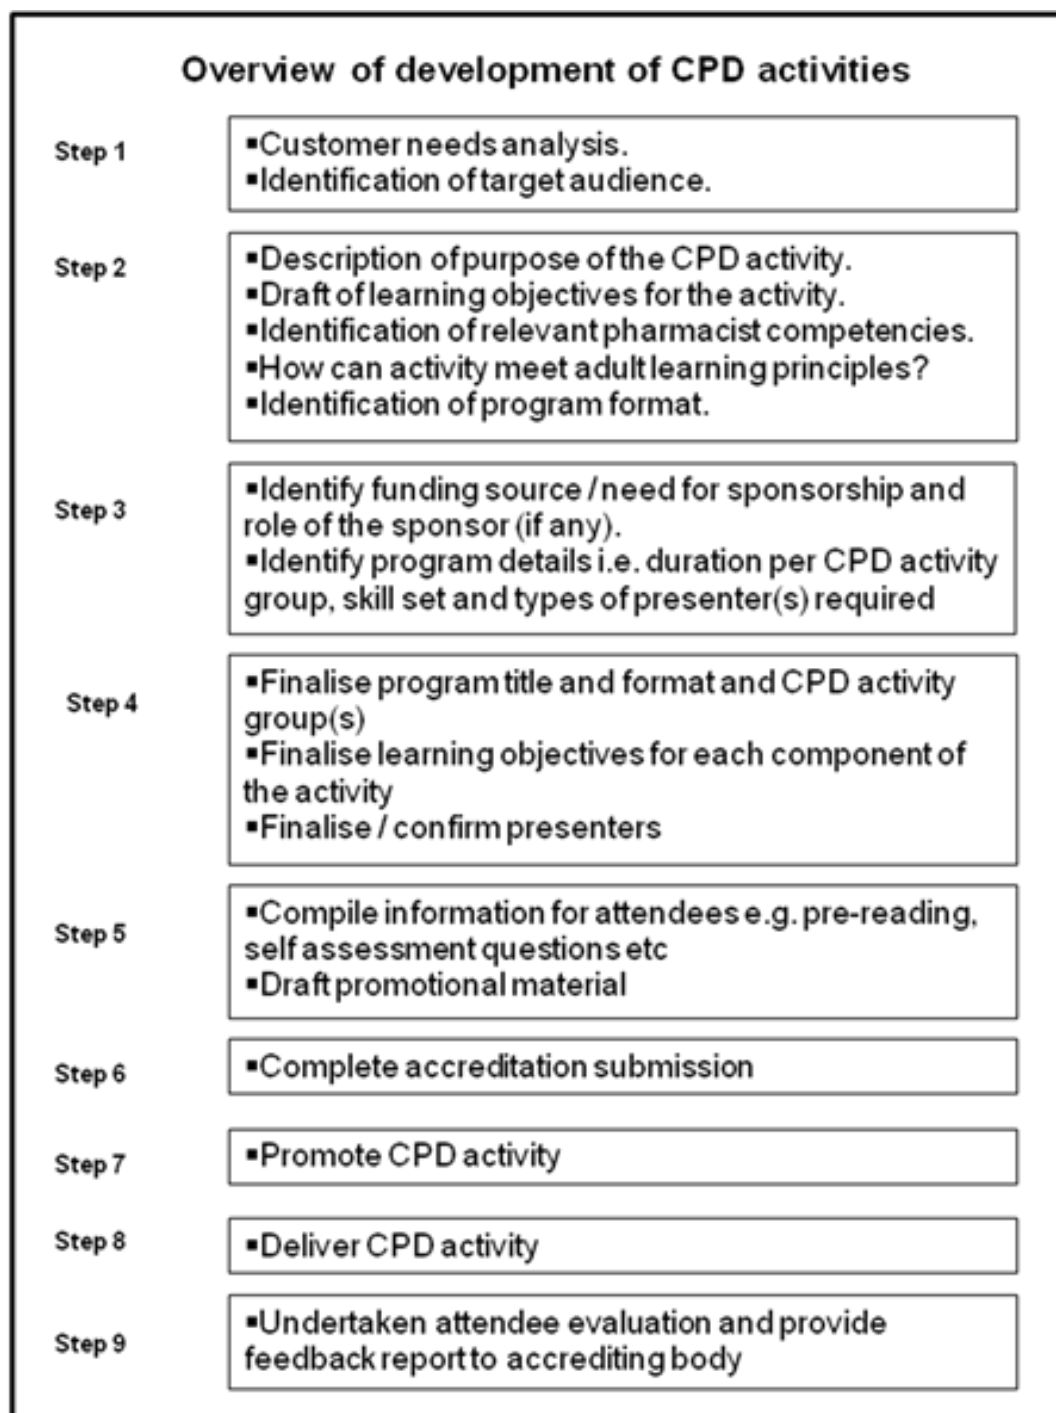 Overview of development of CPD activities
Step 1
▪Customer needs analysis.
▪Identification of target audience.
Step 2
▪Description of purpose of the CPD activity.
▪Draft of learning objectives for the activity.
▪Identification of relevant pharmacist competencies.
▪How can activity meet adult learning principles?
▪Identification of program format.
Step 3
▪Identify funding source / need for sponsorship and
role of the sponsor (if any).
▪Identify program details i.e. duration per CPD activity
group, skill set and types of presenter(s) required
Step 4
▪Finalise program title and format and CPD activity
group(s)
▪Finalise learning objectives for each component of
the activity
▪Finalise / confirm presenters
Step 5
▪Compile information for attendees e.g. pre-reading,
self assessment questions etc
▪Draft promotional material
Step 6
▪Complete accreditation submission
Step 7
▪Promote CPD activity
Step 8
▪Deliver CPD activity
Step 9
▪Undertaken attendee evaluation and provide
feedback report to accrediting body